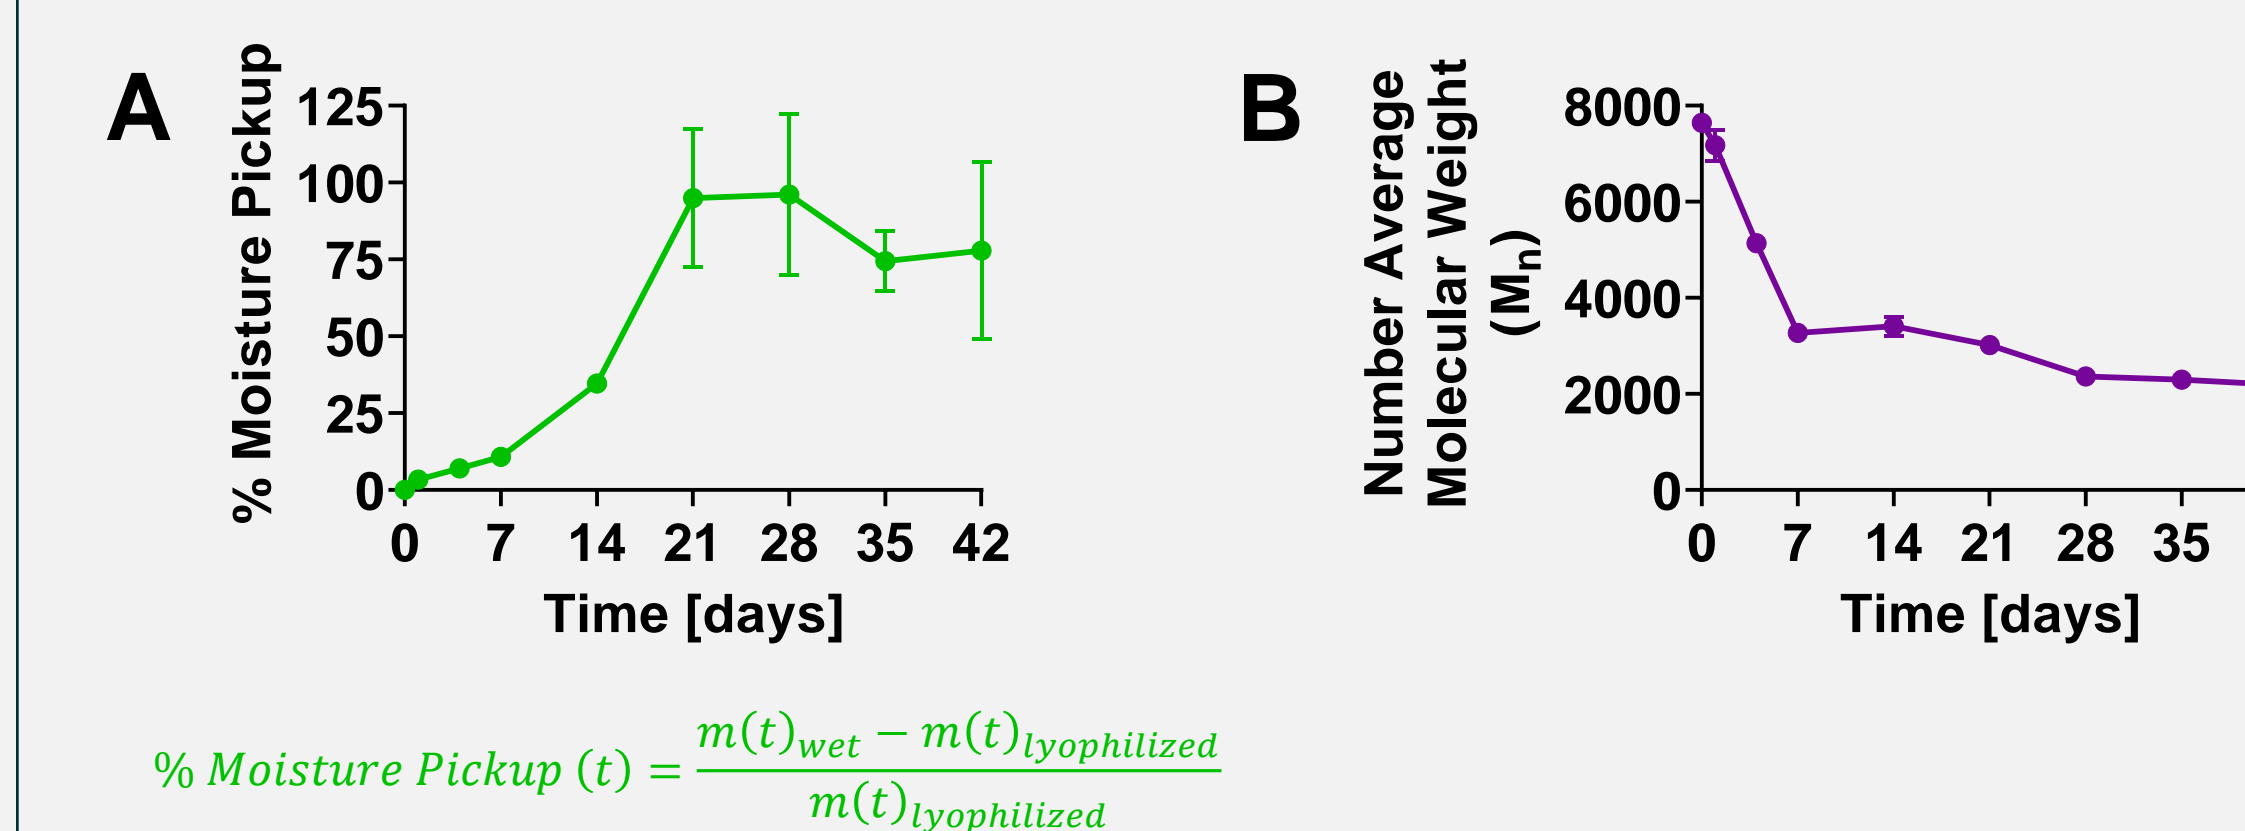 A
% Moisture Pickup
125
100
75
50
25
0
0 7 14 21 28 35 42
Time [days]
% Moisture Pickup (t) = m(t)wet − m(t)lyophilized
m(t)lyophilized
B
Number Average
Molecular Weight
(Mn)
8000
6000
4000
2000
0
0 7 14 21 28 35
Time [days]